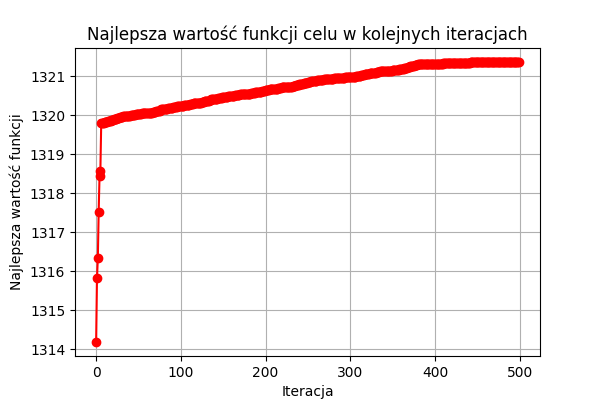 Najlepsza wartość funkcji celu w kolejnych iteracjach
1321
1320
1319
1318
1317
1316
1315
1314
Najlepsza wartość funkcji
0 100 200 300 400 500
Iteracja